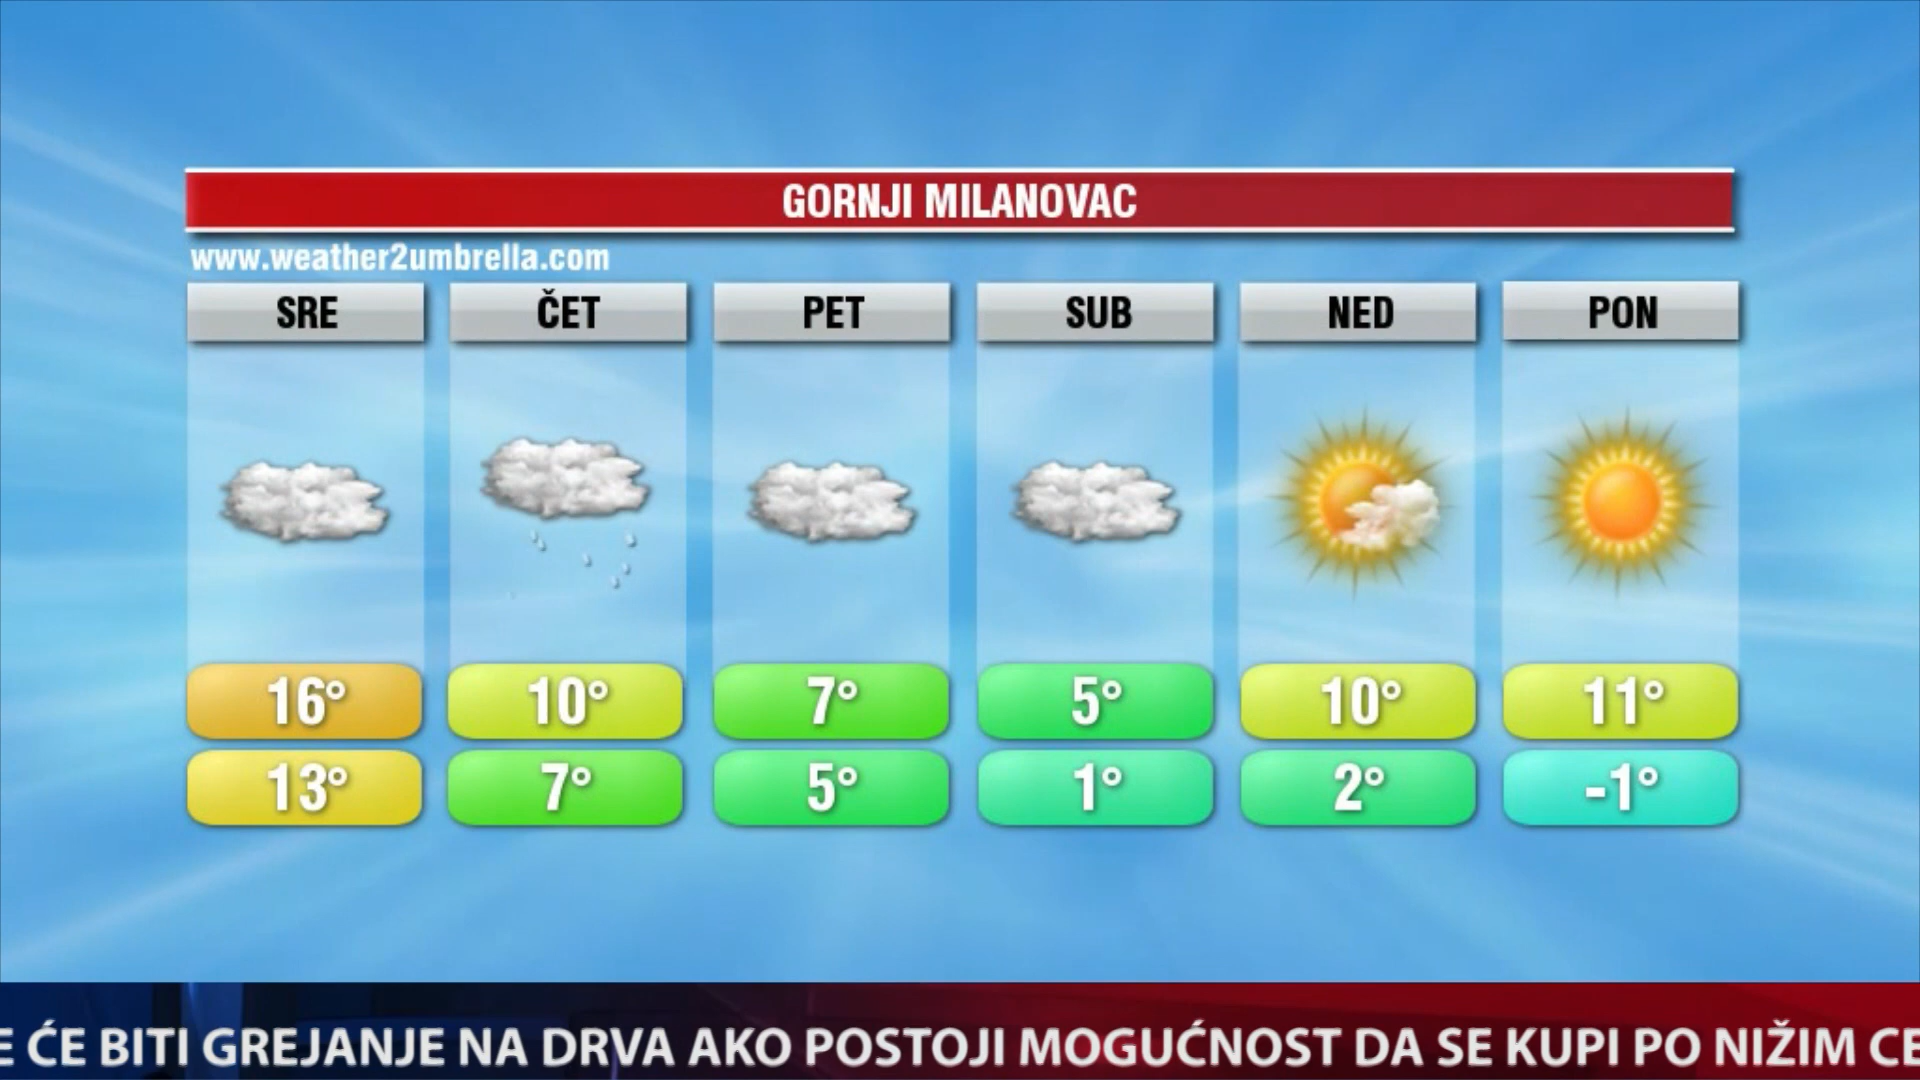 GORNJI MILANOVAC
www.weather2umbrella.com
SRE ČET PET SUB NED PON
16° 10° 7° 5° 10° 11°
13° 7° 5° 1° 2° -1°
E ĆE BITI GREJANJE NA DRVA AKO POSTOJI MOGUĆNOST DA SE KUPI PO NIŽIM CE